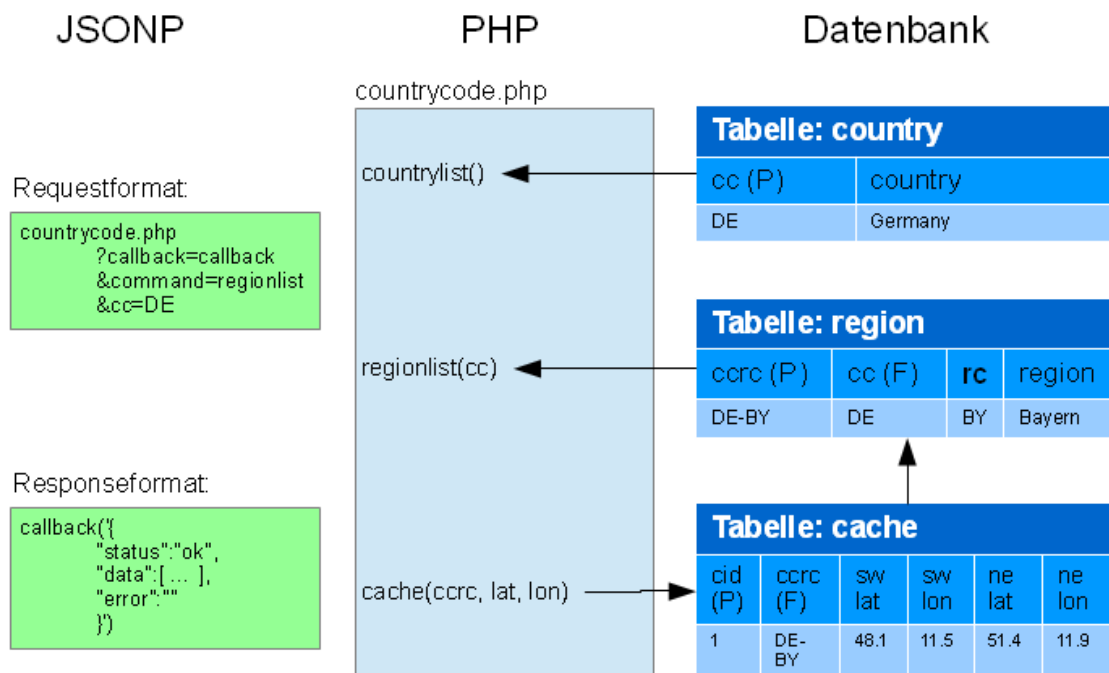 JSONP
PHP
Datenbank
Requestformat:
countrycode.php
?callback=callback
&command=regionlist
&cc=DE
Responseformat:
callback('{
"status":"ok",
"data":[ ... ],
"error":""
}')
countrycode.php
countrylist()
regionlist(cc)
cache(ccrc, lat, lon)
Tabelle: country
cc (P) country
DE Germany
Tabelle: region
ccrc (P) cc (F) rc region
DE-BY DE BY Bayern
Tabelle: cache
cid ccrc sw sw ne ne
(P) (F) lat lon lat lon
1 DE- 48.1 11.5 51.4 11.9
BY